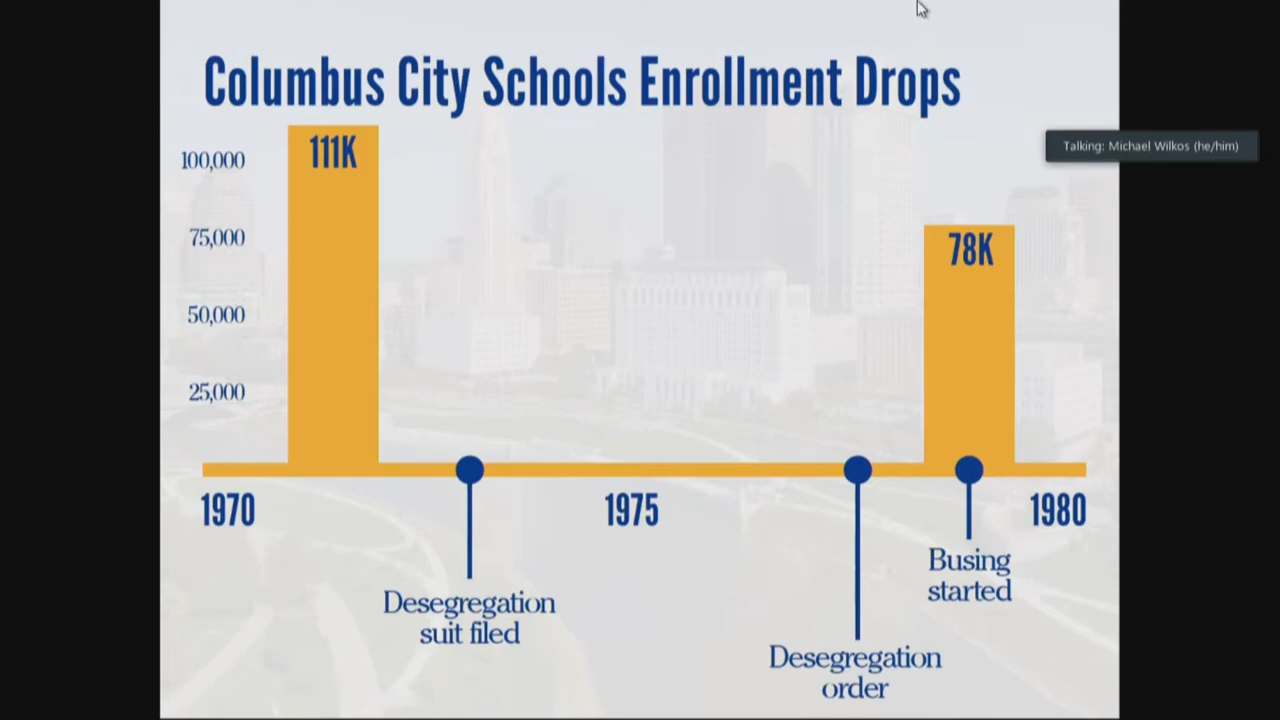 Columbus City Schools Enrollment Drops
Talking: Michael Wilkos (he/him)
111K
100,000
75,000
78K
50,000
25,000
1970
1975
1980
Busing
started
Desegregation
suit filed
Desegregation
order